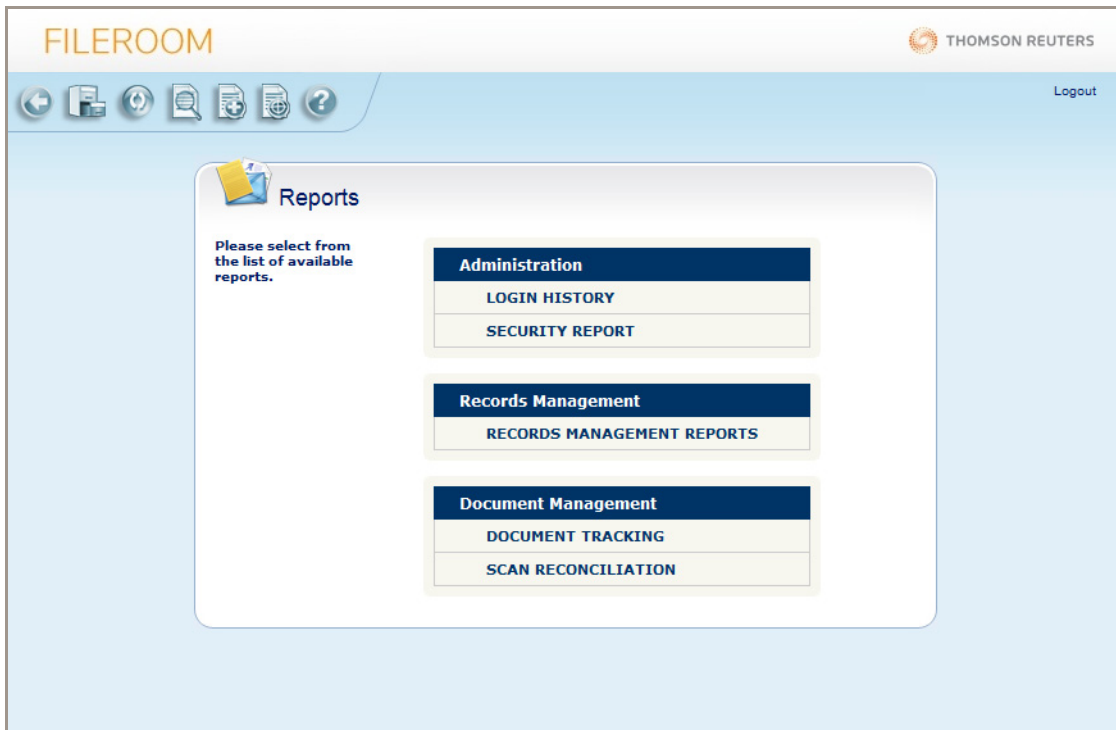 FILEROOM
THOMSON REUTERS
Logout
Reports
Please select from
the list of available
reports.
Administration
LOGIN HISTORY
SECURITY REPORT
Records Management
RECORDS MANAGEMENT REPORTS
Document Management
DOCUMENT TRACKING
SCAN RECONCILIATION